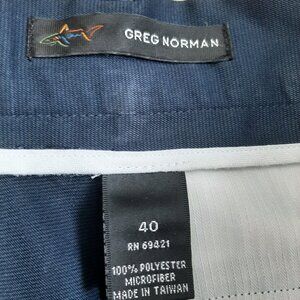 GREG NORMAN
40
RN 69421
100% POLYESTER
MICROFIBER
MADE IN TAIWAN